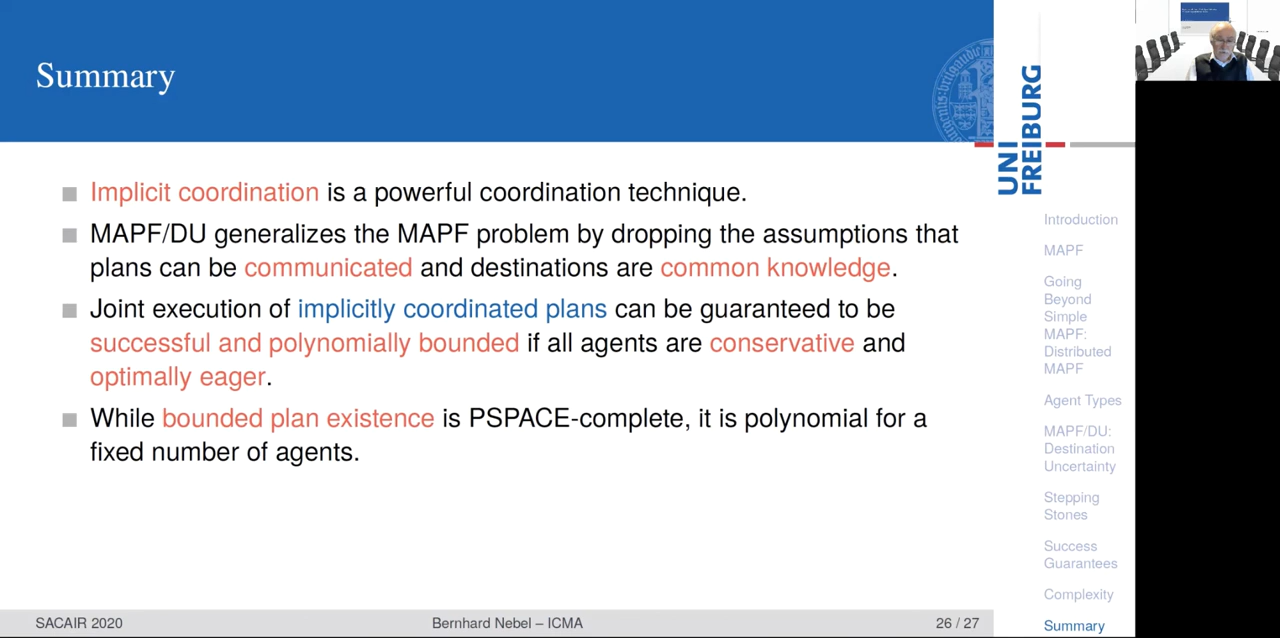 Summary
Implicit coordination is a powerful coordination technique.
MAPF/DU generalizes the MAPF problem by dropping the assumptions that
plans can be communicated and destinations are common knowledge.
Joint execution of implicitly coordinated plans can be guaranteed to be
successful and polynomially bounded if all agents are conservative and
optimally eager.
While bounded plan existence is PSPACE-complete, it is polynomial for a
fixed number of agents.
UNI
FREIBURG
Introduction
MAPF
Going
Beyond
Simple
MAPF:
Distributed
MAPF
Agent Types
MAPF/DU:
Destination
Uncertainty
Stepping
Stones
Success
Guarantees
Complexity
Summary
SACAIR 2020
Bernhard Nebel – ICMA
26 / 27